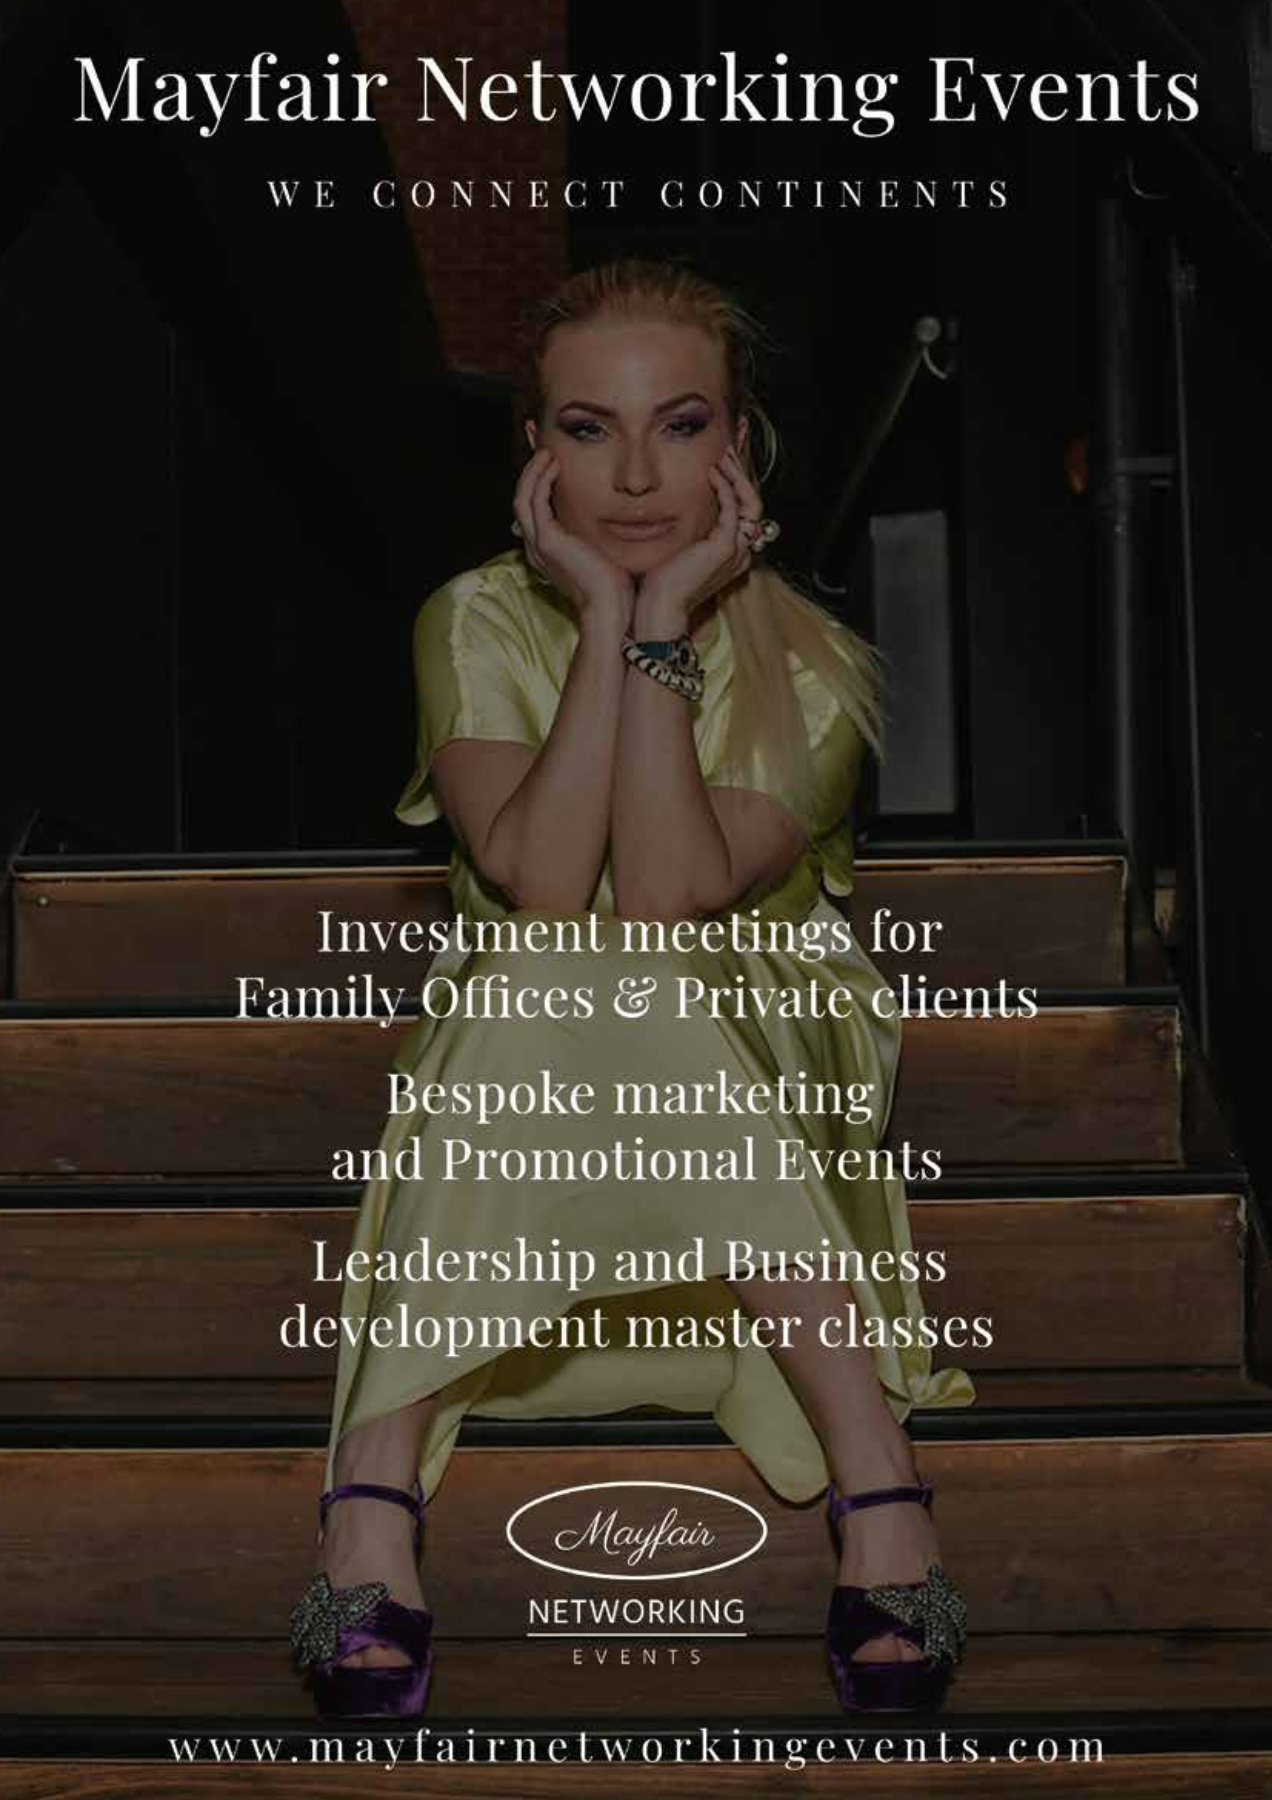 Mayfair Networking Events
WE CONNECT CONTINENTS
Investment meetings for
Family Offices & Private clients
Bespoke marketing
and Promotional Events
Leadership and Business
development master classes
Mayfair
NETWORKING
EVENTS
www.mayfairnetworkingevents.com